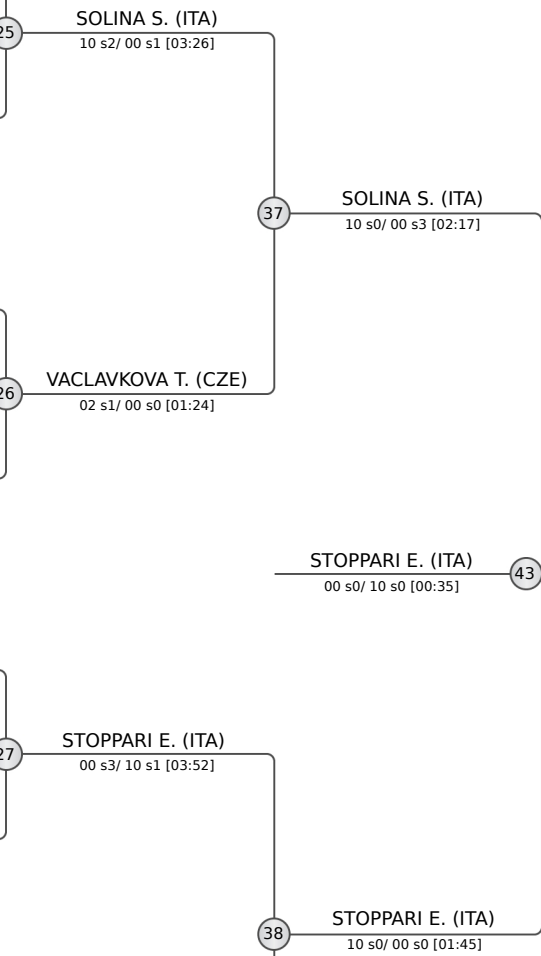 25
SOLINA S. (ITA)
10 s2/ 00 s1 [03:26]
37
SOLINA S. (ITA)
10 s0/ 00 s3 [02:17]
26
VACLAVKOVA T. (CZE)
02 s1/ 00 s0 [01:24]
STOPPARI E. (ITA)
00 s0/ 10 s0 [00:35]
43
27
STOPPARI E. (ITA)
00 s3/ 10 s1 [03:52]
38
STOPPARI E. (ITA)
10 s0/ 00 s0 [01:45]